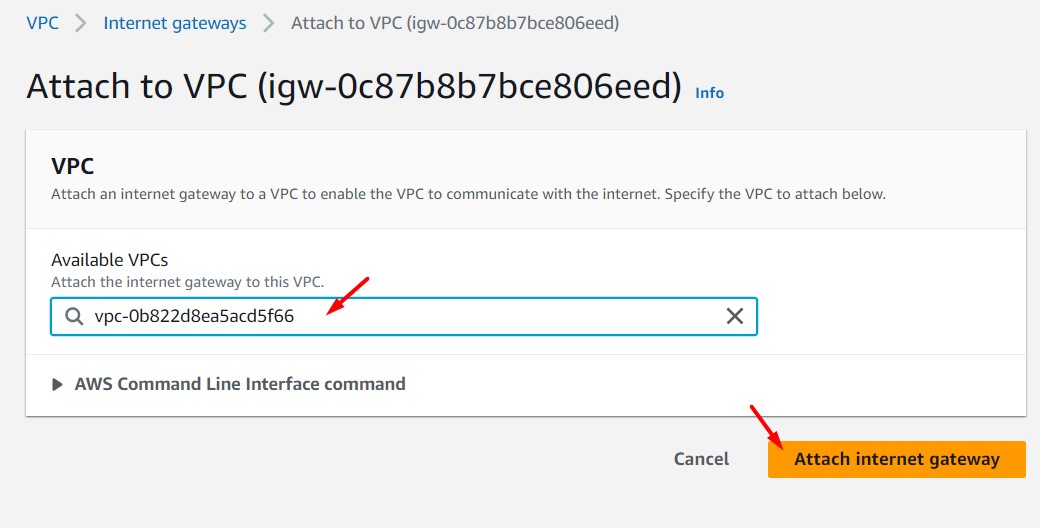 VPC > Internet gateways > Attach to VPC (igw-0c87b8b7bce806eed)
Attach to VPC (igw-0c87b8b7bce806eed) Info
VPC
Attach an internet gateway to a VPC to enable the VPC to communicate with the internet. Specify the VPC to attach below.
Available VPCs
Attach the internet gateway to this VPC.
vpc-0b822d8ea5acd5f66
AWS Command Line Interface command
Cancel Attach internet gateway